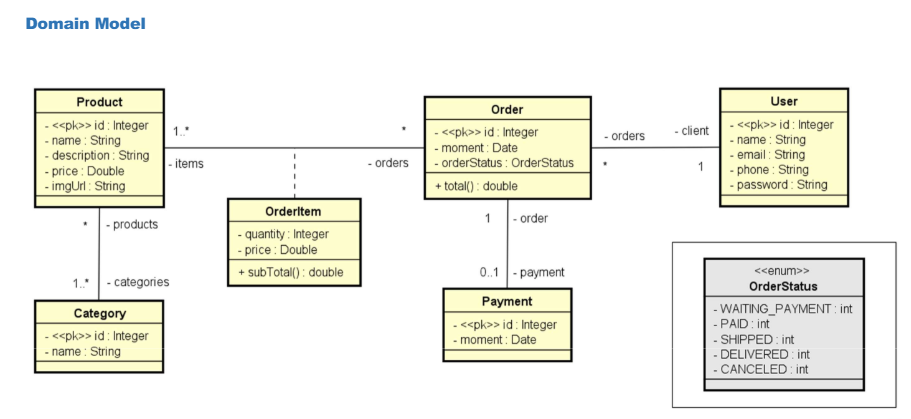 Domain Model
Product
- <<pk>> id : Integer
- name : String
- description : String
- price : Double
- imgUrl : String
1..*
*
- items
- orders
Order
- <<pk>> id : Integer
- moment : Date
- orderStatus : OrderStatus
+ total() : double
- orders
- client
*
1
User
- <<pk>> id : Integer
- name : String
- email : String
- phone : String
- password : String
OrderItem
- quantity : Integer
- price : Double
+ subTotal() : double
* - products
1..* - categories
Category
- <<pk>> id : Integer
- name : String
1 - order
0..1 - payment
Payment
- <<pk>> id : Integer
- moment : Date
<<enum>>
OrderStatus
- WAITING_PAYMENT : int
- PAID : int
- SHIPPED : int
- DELIVERED : int
- CANCELED : int